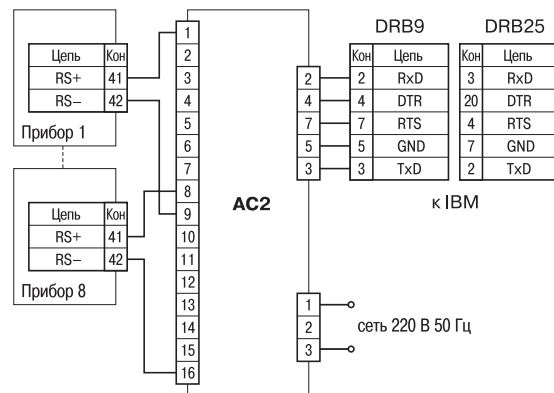 DRB9 DRB25
Цепь Кон
RS+ 41
RS− 42
Прибор 1
Цепь Кон
RS+ 41
RS− 42
Прибор 8
1
2
3
4
5
6
7
8
9
10
11
12
13
14
15
16
AC2
2
4
7
5
3
Кон Цепь
2 RxD
4 DTR
7 RTS
5 GND
3 TxD
Кон Цепь
3 RxD
20 DTR
4 RTS
7 GND
2 TxD
к IBM
1
2
3
сеть 220 В 50 Гц